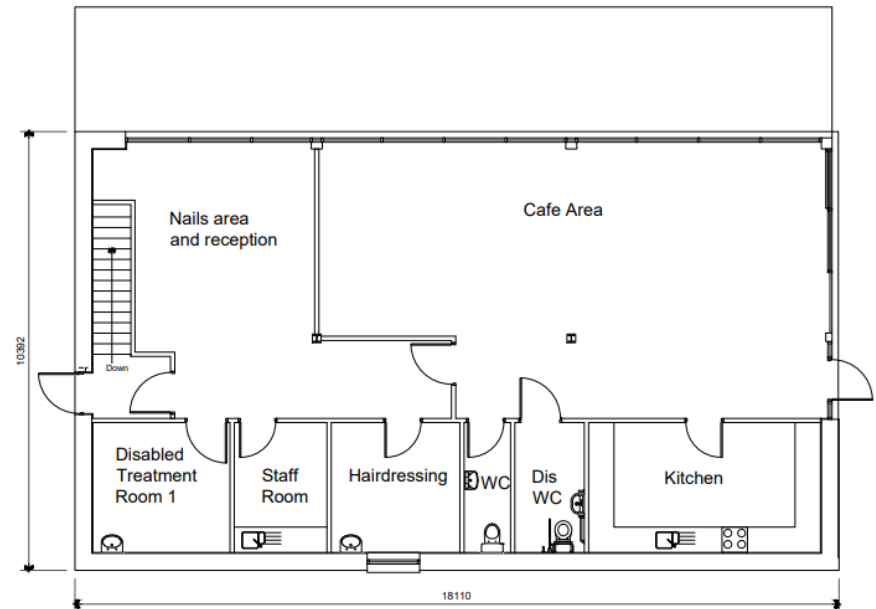 Nails area
and reception
Cafe Area
10392
Down
Disabled
Treatment
Room 1
Staff
Room
Hairdressing
WC
Dis
WC
Kitchen
18110